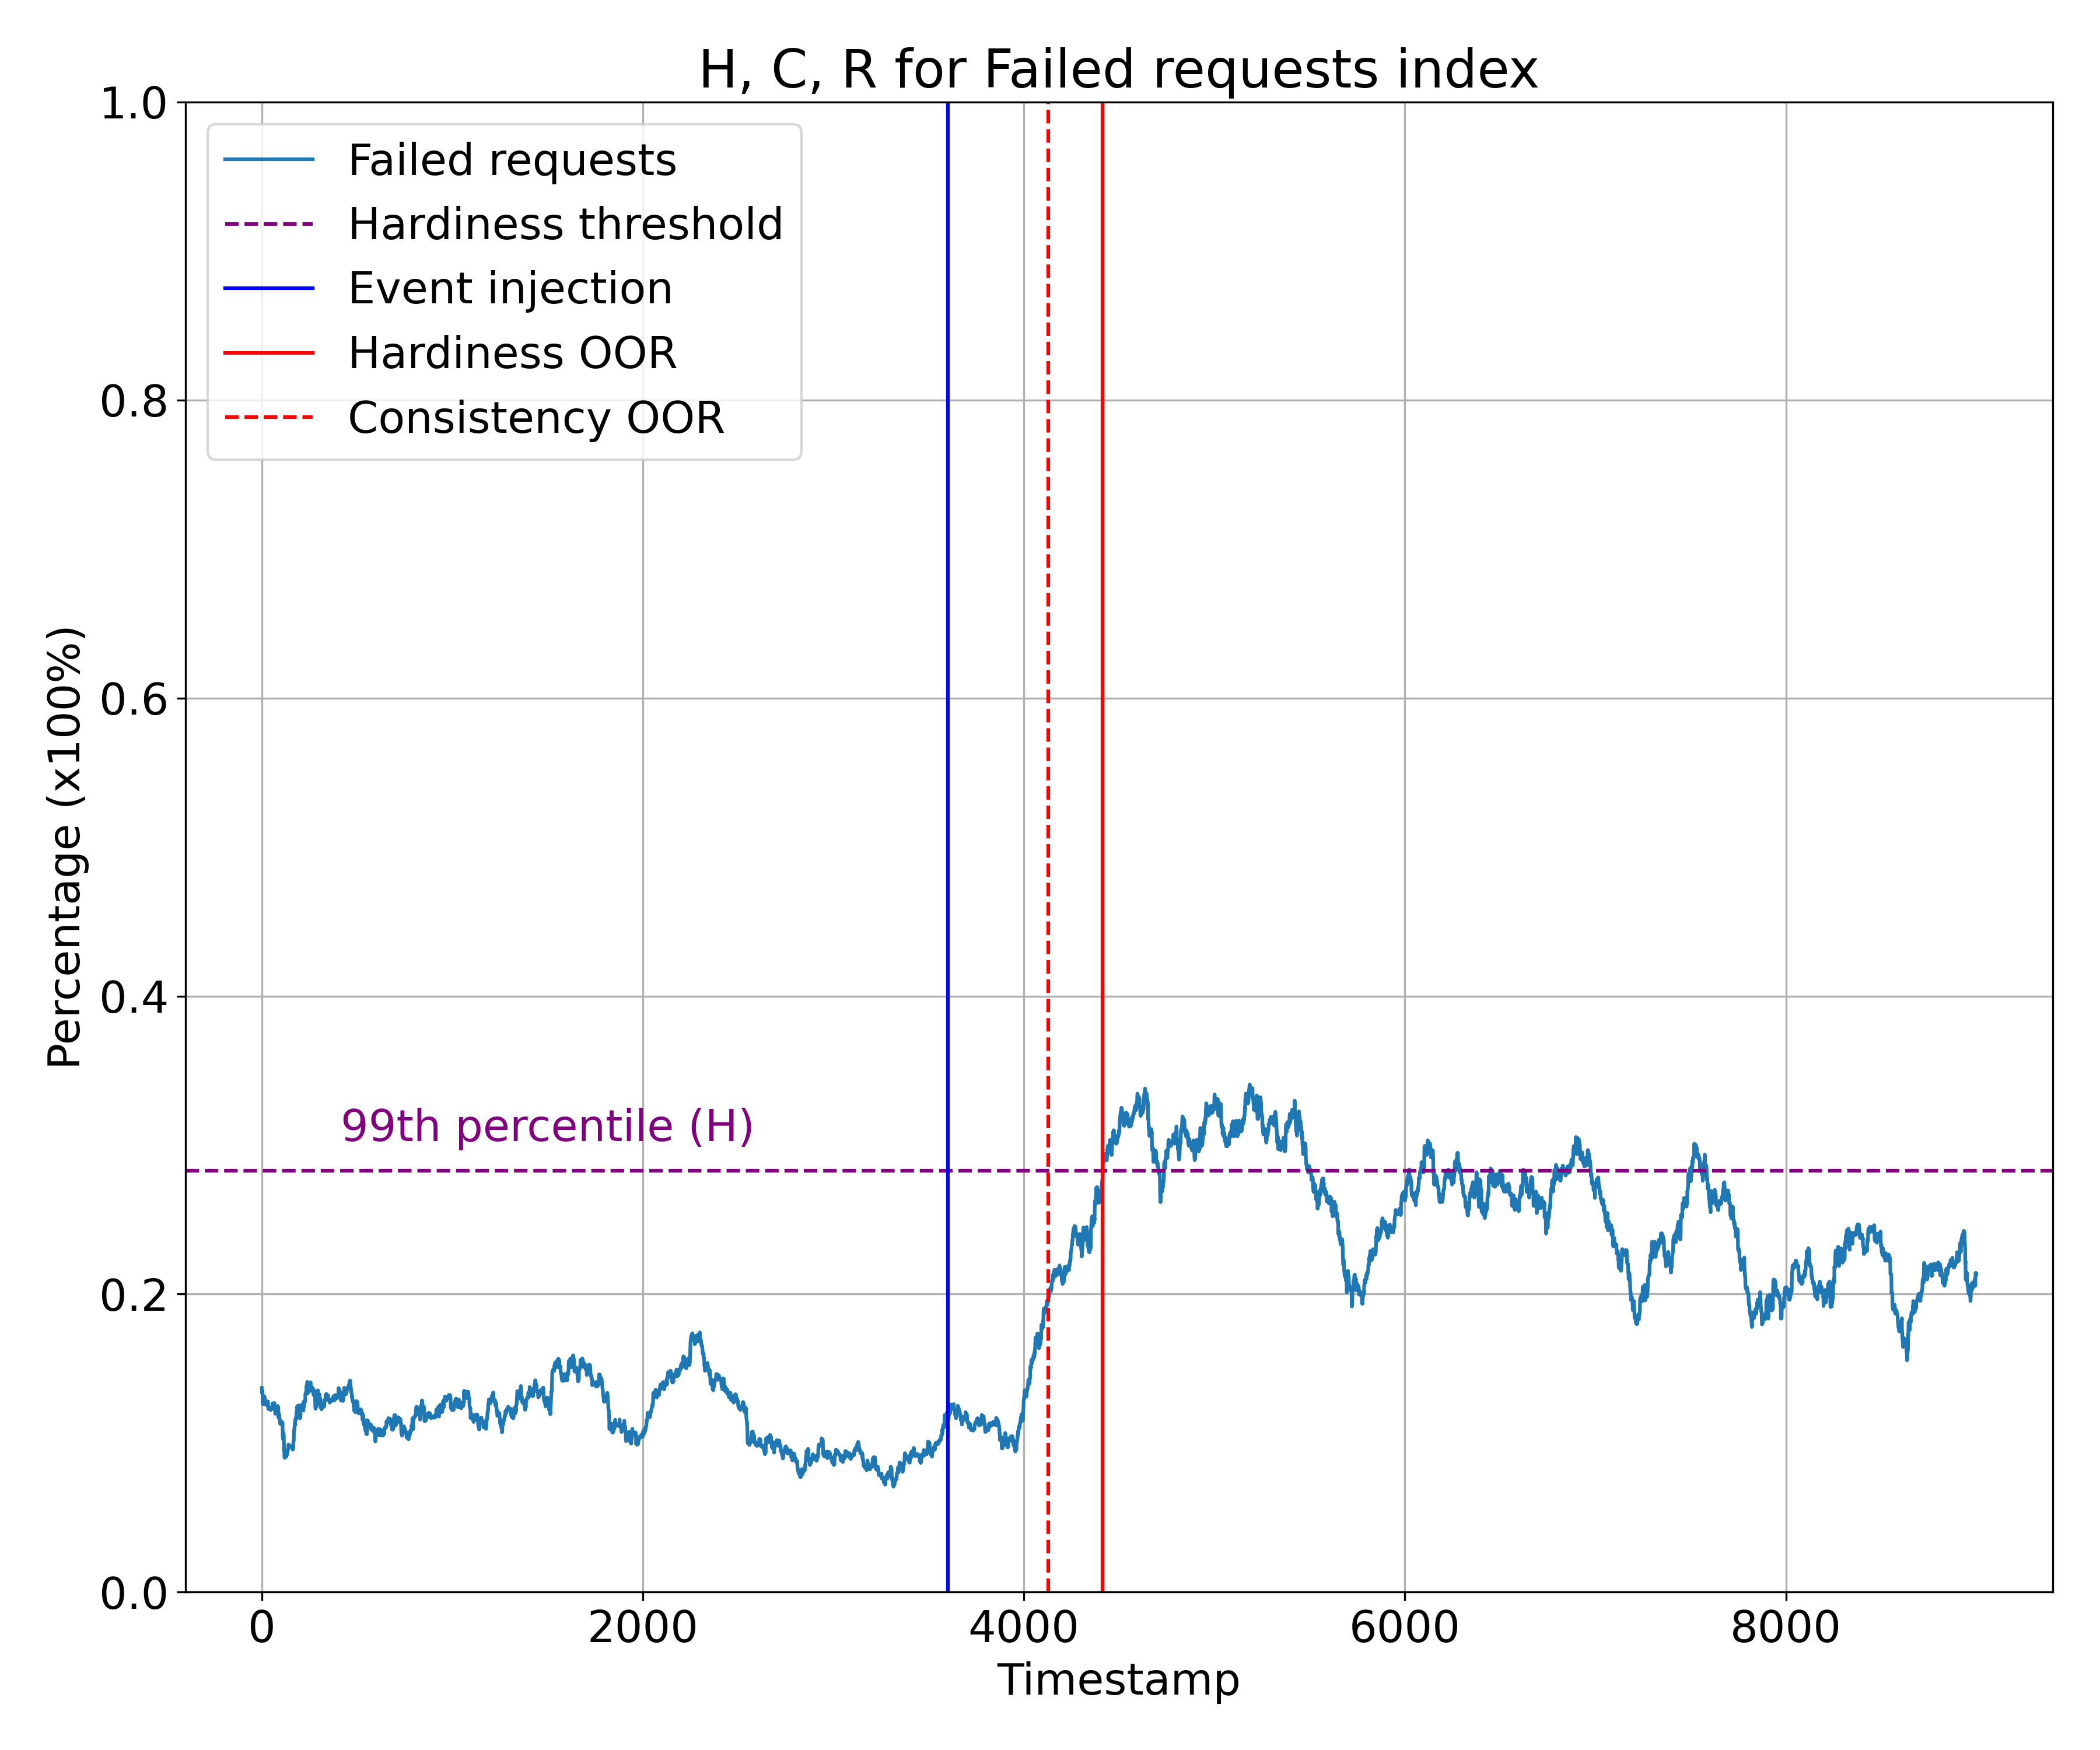 H, C, R for Failed requests index
1.0
0.8
0.6
0.4
0.2
0.0
Percentage (x100%)
Failed requests
Hardiness threshold
Event injection
Hardiness OOR
Consistency OOR
99th percentile (H)
0 2000 4000 6000 8000
Timestamp